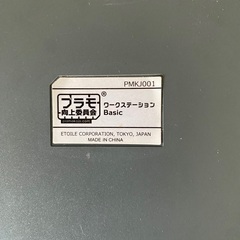 PMKJ001
プラモ®
向上委員会
ワークステーション
Basic
ETOILE CORPORATION, TOKYO, JAPAN
MADE IN CHINA